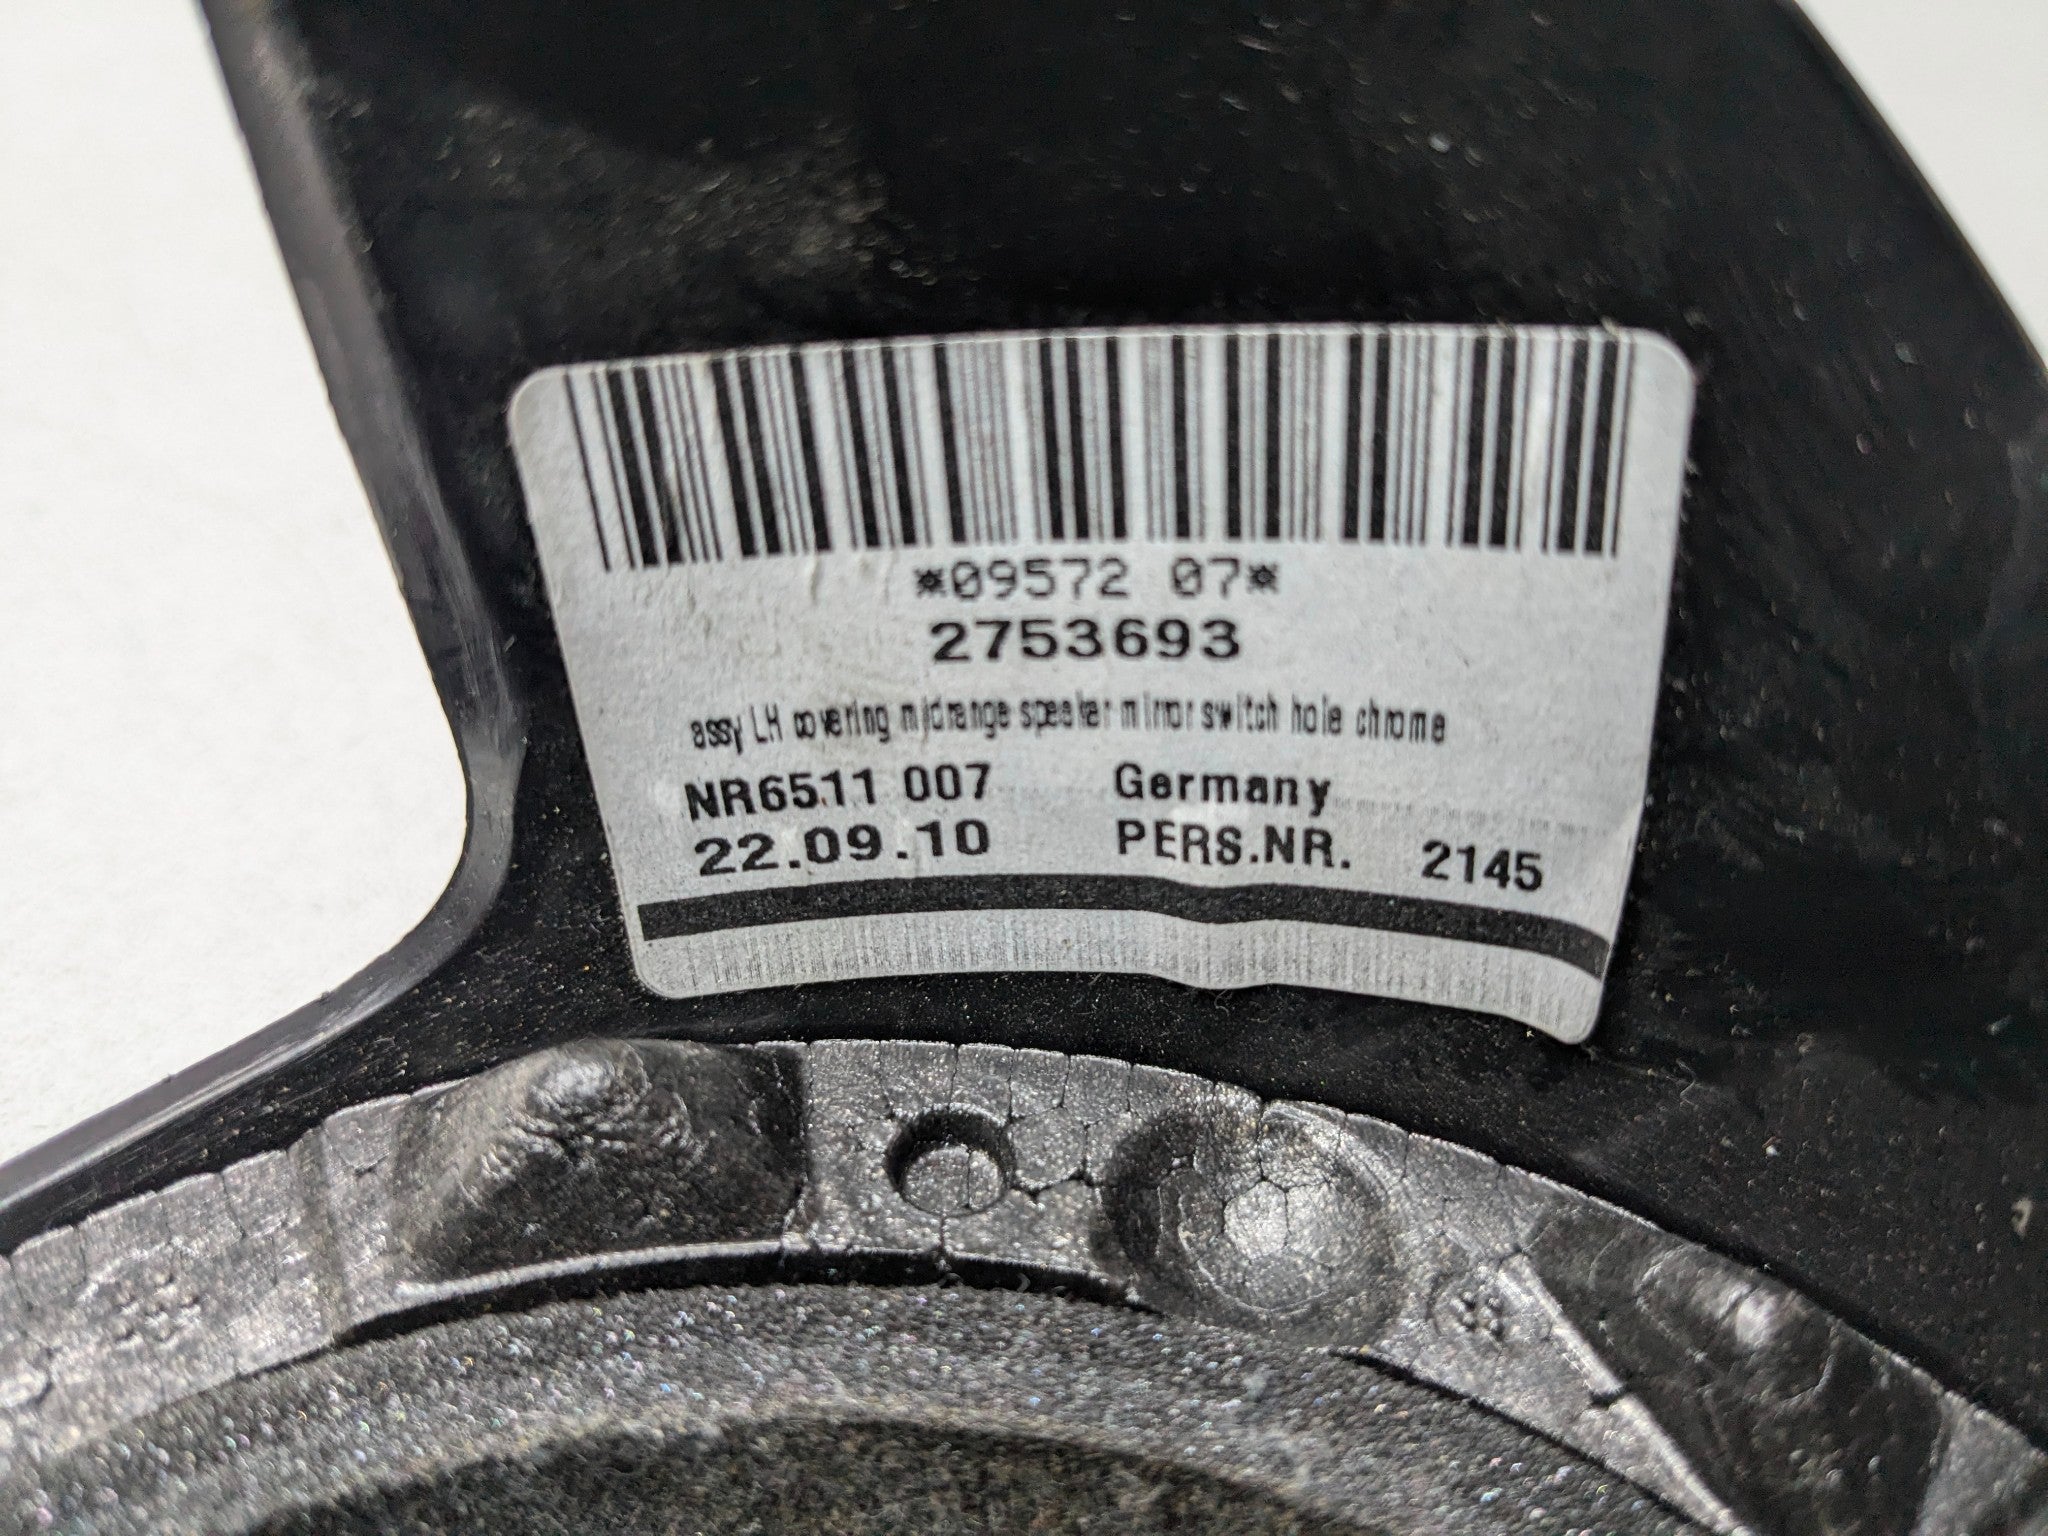 *09572 07*
2753693
assy LH covering midrange speaker mirror switch hole chrome
NR6511 007 Germany
22.09.10 PERS.NR. 2145